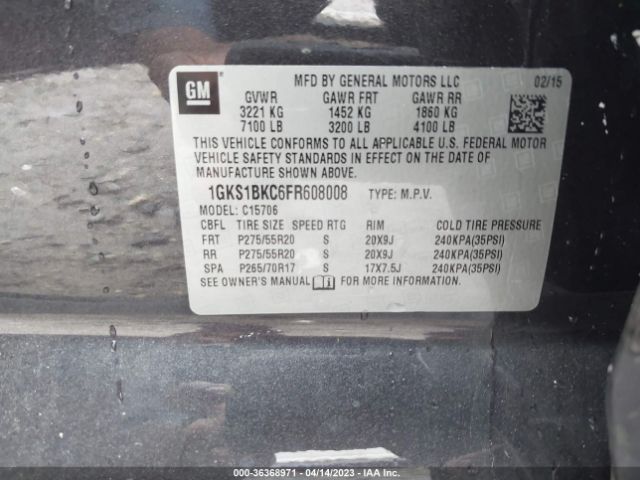 GM
MFD BY GENERAL MOTORS LLC 02/15
GVWR GAWR FRT GAWR RR
3221 KG 1452 KG 1860 KG
7100 LB 3200 LB 4100 LB
THIS VEHICLE CONFORMS TO ALL APPLICABLE U.S. FEDERAL MOTOR
VEHICLE SAFETY STANDARDS IN EFFECT ON THE DATE OF
MANUFACTURE SHOWN ABOVE.
1GKS1BKC6FR608008 TYPE: M.P.V.
MODEL: C15706
CBFL TIRE SIZE SPEED RTG RIM COLD TIRE PRESSURE
FRT P275/55R20 S 20X9J 240KPA(35PSI)
RR P275/55R20 S 20X9J 240KPA(35PSI)
SPA P265/70R17 S 17X7.5J 240KPA(35PSI)
SEE OWNER'S MANUAL FOR MORE INFORMATION.
000-36368971 - 04/14/2023 - IAA Inc.